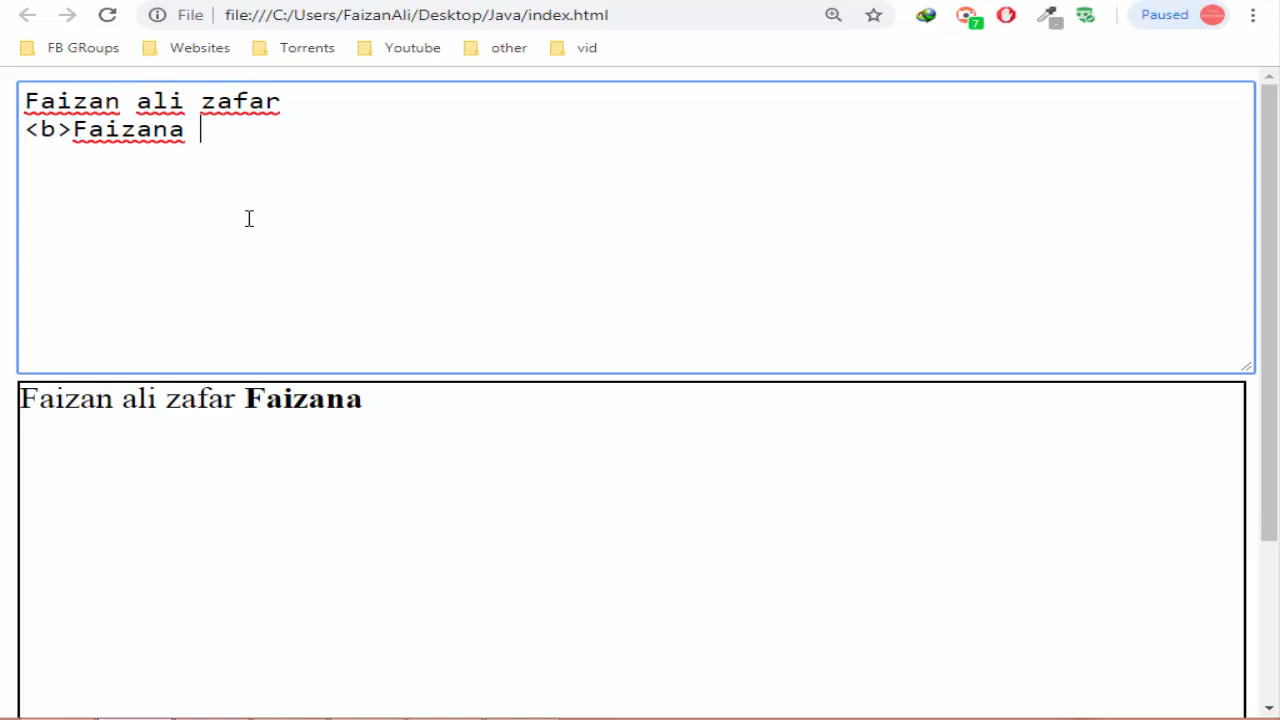 File file:///C:/Users/FaizanAli/Desktop/Java/index.html 7 Paused
FB GRoups Websites Torrents Youtube other vid
Faizan ali zafar
<b>Faizana
Faizan ali zafar Faizana